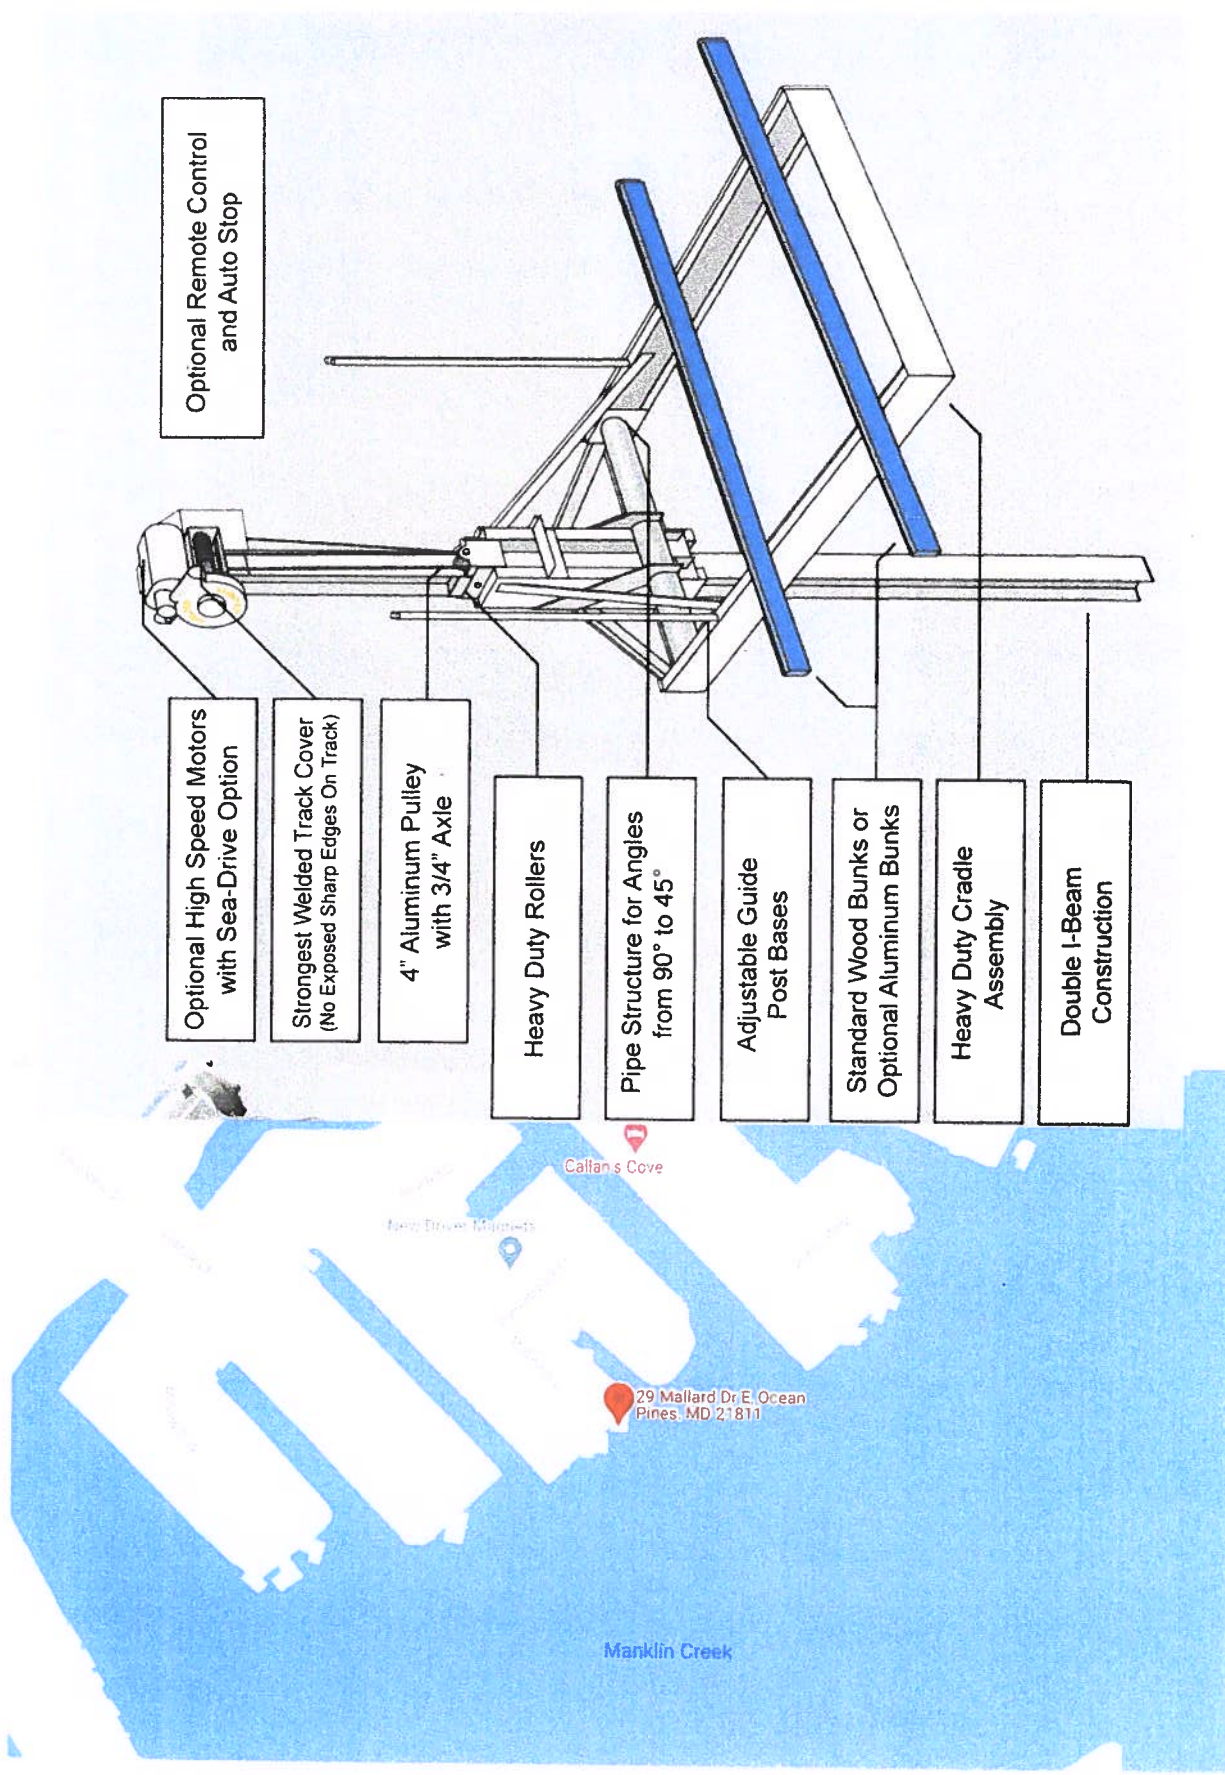 Optional Remote Control
and Auto Stop
Optional High Speed Motors
with Sea-Drive Option
Strongest Welded Track Cover
(No Exposed Sharp Edges On Track)
4" Aluminum Pulley
with 3/4" Axle
Heavy Duty Rollers
Pipe Structure for Angles
from 90° to 45°
Adjustable Guide
Post Bases
Standard Wood Bunks or
Optional Aluminum Bunks
Heavy Duty Cradle
Assembly
Double I-Beam
Construction
Callan's Cove
New Driver Magnets
29 Mallard Dr E, Ocean
Pines, MD 21811
Manklin Creek